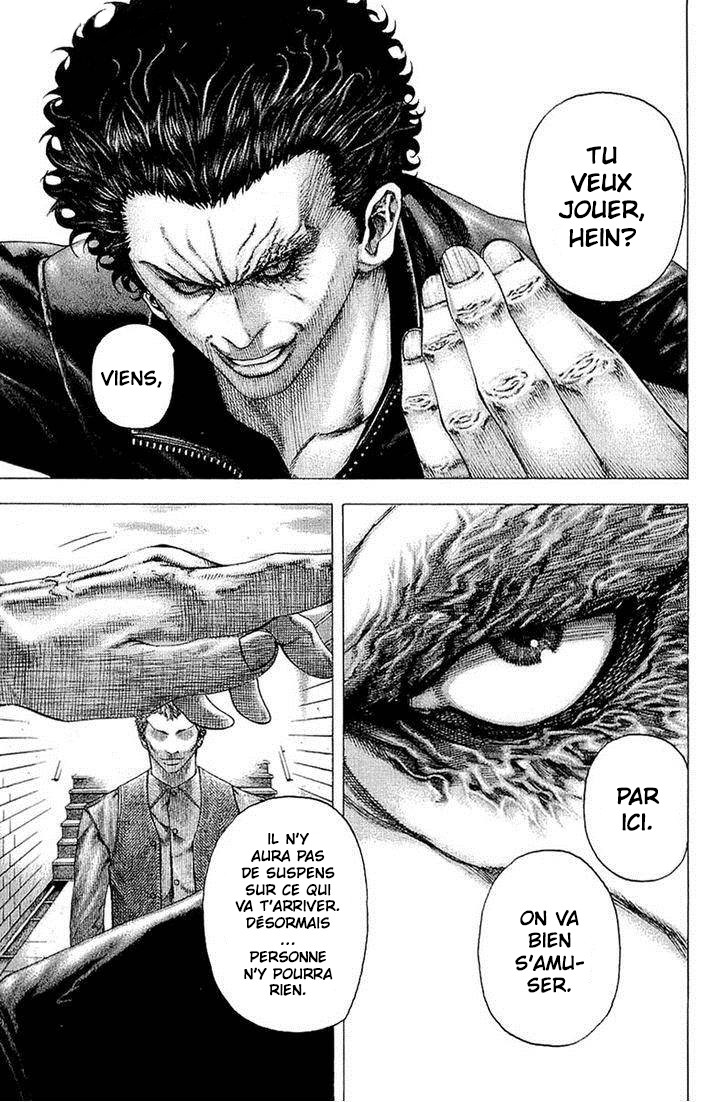 TU
VEUX
JOUER,
HEIN?
VIENS,
PAR
ICI.
ON VA
BIEN
S'AMU-
SER.
IL N'Y
AURA PAS
DE SUSPENS
SUR CE QUI
VA T'ARRIVER.
DÉSORMAIS
...
PERSONNE
N'Y POURRA
RIEN.